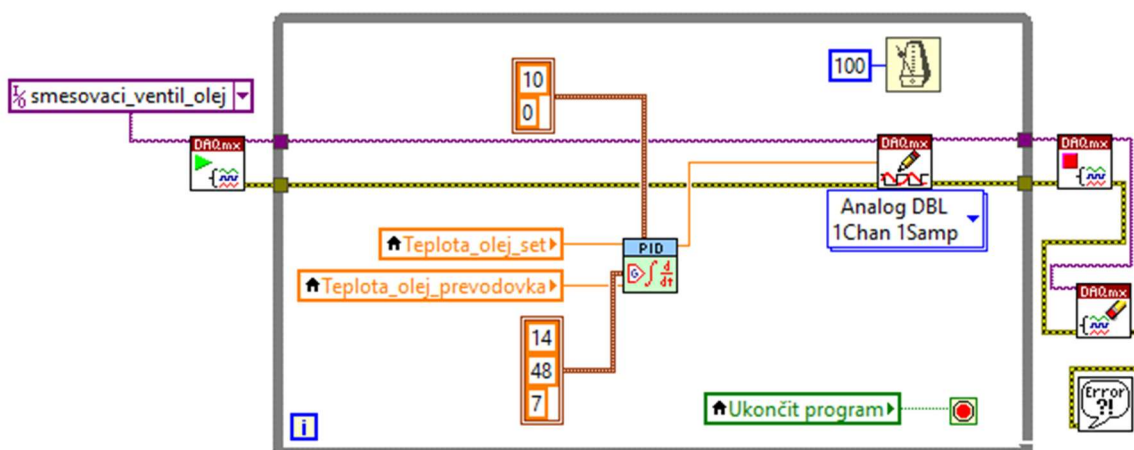 10
0
100
I/O smesovaci_ventil_olej
DAQmx
DAQmx
DAQmx
Analog DBL
1Chan 1Samp
Teplota_olej_set
PID
G ∫ d/dt
Teplota_olej_prevodovka
DAQmx
14
48
7
Ukončit program
Error
?!
i